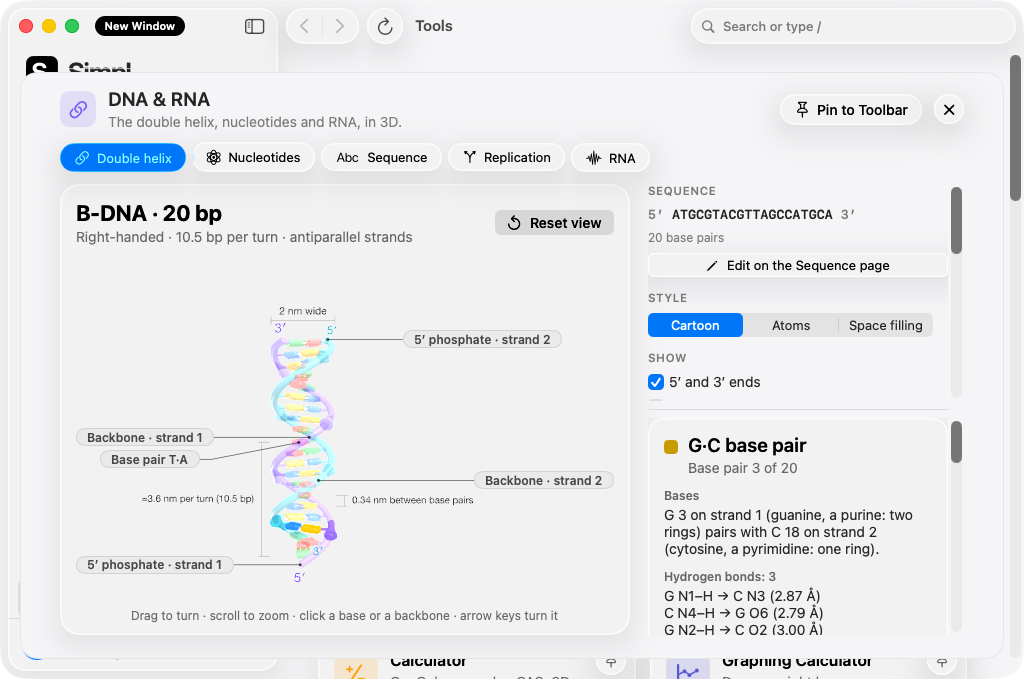 New Window
Tools
Search or type /
Simpl
DNA & RNA
The double helix, nucleotides and RNA, in 3D.
Pin to Toolbar
Double helix
Nucleotides
Abc Sequence
Replication
RNA
B-DNA · 20 bp
Right-handed · 10.5 bp per turn · antiparallel strands
Reset view
2 nm wide
3′ 5′
5′ phosphate · strand 2
Backbone · strand 1
Base pair T·A
Backbone · strand 2
≈3.6 nm per turn (10.5 bp)
0.34 nm between base pairs
3′
5′ phosphate · strand 1
5′
Drag to turn · scroll to zoom · click a base or a backbone · arrow keys turn it
SEQUENCE
5′ ATGCGTACGTTAGCCATGCA 3′
20 base pairs
Edit on the Sequence page
STYLE
Cartoon
Atoms
Space filling
SHOW
5′ and 3′ ends
G·C base pair
Base pair 3 of 20
Bases
G 3 on strand 1 (guanine, a purine: two
rings) pairs with C 18 on strand 2
(cytosine, a pyrimidine: one ring).
Hydrogen bonds: 3
G N1–H → C N3 (2.87 Å)
C N4–H → G O6 (2.79 Å)
G N2–H → C O2 (3.00 Å)
Calculator
Graphing Calculator